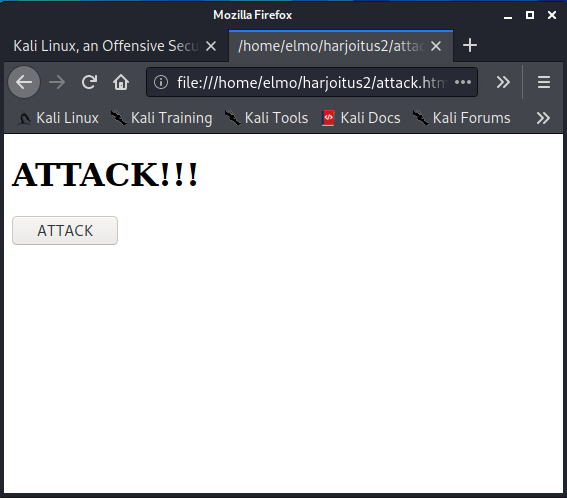 Mozilla Firefox
Kali Linux, an Offensive Secu /home/elmo/harjoitus2/attac
file:///home/elmo/harjoitus2/attack.htm
Kali Linux Kali Training Kali Tools Kali Docs Kali Forums
ATTACK!!!
ATTACK